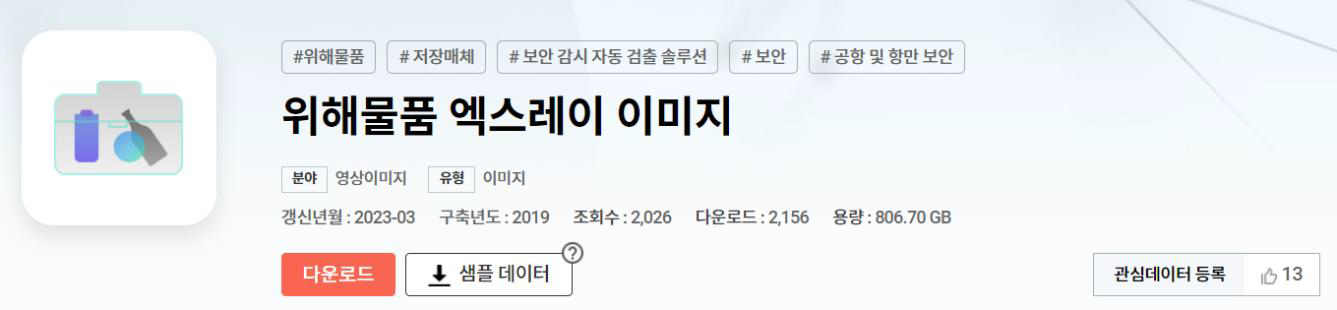 #위해물품 # 저장매체 # 보안 감시 자동 검출 솔루션 # 보안 # 공항 및 항만 보안
위해물품 엑스레이 이미지
분야 영상이미지 유형 이미지
갱신년월 : 2023-03 구축년도 : 2019 조회수 : 2,026 다운로드 : 2,156 용량 : 806.70 GB
다운로드 샘플 데이터 ? 관심데이터 등록 13